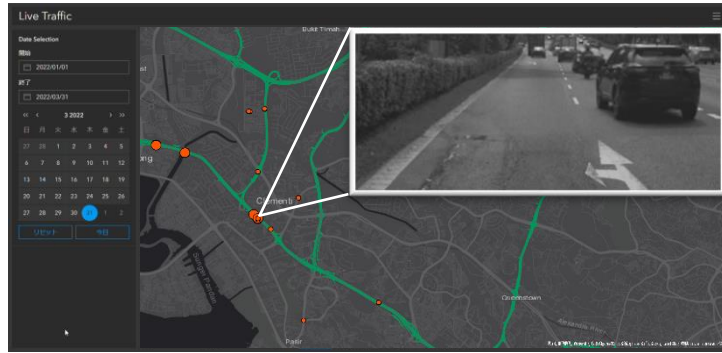 Live Traffic
Date Selection
開始
2022/01/01
終了
2022/03/31
« ‹ 3 2022 › »
日 月 火 水 木 金 土
27 28 1 2 3 4 5
6 7 8 9 10 11 12
13 14 15 16 17 18 19
20 21 22 23 24 25 26
27 28 29 30 31 1 2
リセット 今日
Bukit Timah
Clementi
Queenstown
Sungei Pandan
Pasir